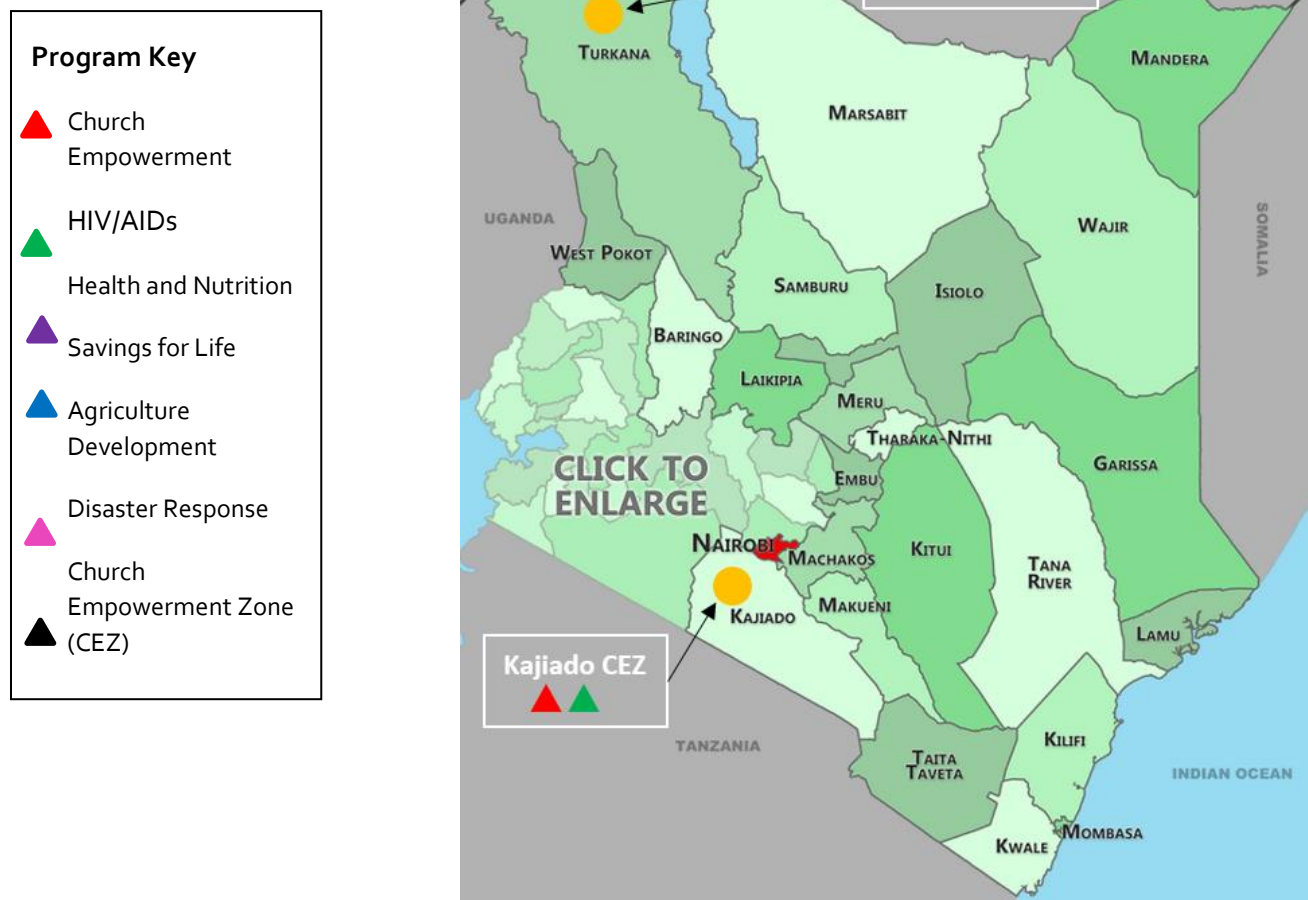 Program Key
Church
Empowerment
HIV/AIDs
Health and Nutrition
Savings for Life
Agriculture
Development
Disaster Response
Church
Empowerment Zone
(CEZ)
TURKANA
MANDERA
MARSABIT
UGANDA
WEST POKOT
WAJIR
SOMALIA
SAMBURU
ISIOLO
BARINGO
LAIKIPIA
MERU
THARAKA-NITHI
GARISSA
CLICK TO
ENLARGE
EMBU
NAIROBI
MACHAKOS
KITUI
TANA
RIVER
MAKUENI
KAJIADO
LAMU
Kajiado CEZ
TANZANIA
KILIFI
TAITA
TAVETA
INDIAN OCEAN
MOMBASA
KWALE